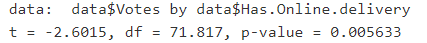 data:  data$Votes by data$Has.Online.delivery
t = -2.6015, df = 71.817, p-value = 0.005633